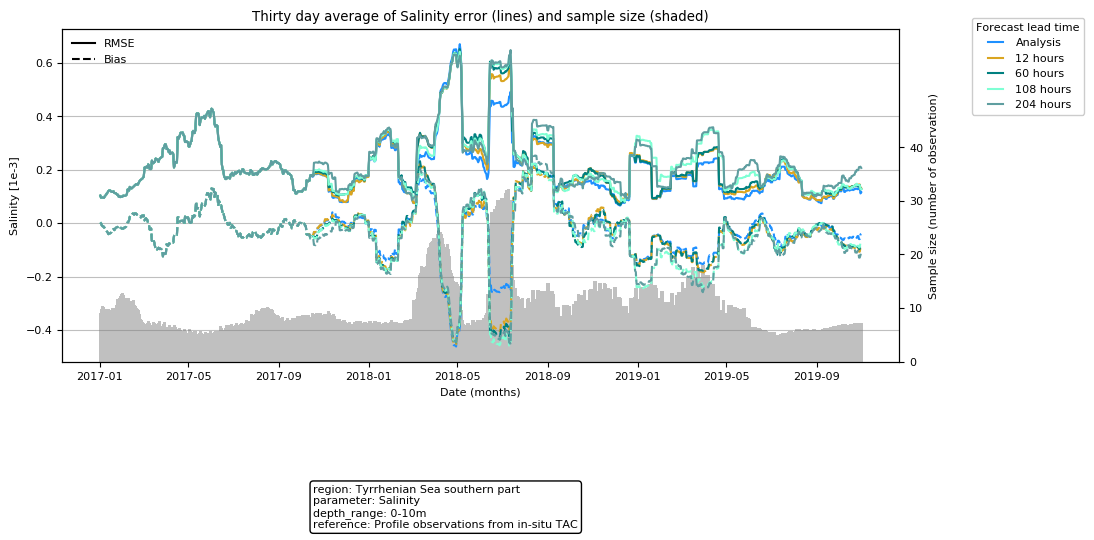 Thirty day average of Salinity error (lines) and sample size (shaded)
RMSE
Bias
Forecast lead time
Analysis
12 hours
60 hours
108 hours
204 hours
Salinity [1e-3]
0.6
0.4
0.2
0.0
−0.2
−0.4
Sample size (number of observation)
40
30
20
10
0
2017-01
2017-05
2017-09
2018-01
2018-05
2018-09
2019-01
2019-05
2019-09
Date (months)
region: Tyrrhenian Sea southern part
parameter: Salinity
depth_range: 0-10m
reference: Profile observations from in-situ TAC